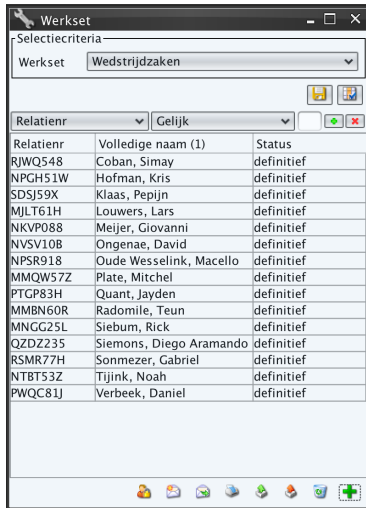 Werkset
Selectiecriteria
Werkset Wedstrijdzaken
Relatienr Gelijk
Relatienr Volledige naam (1) Status
RJWQ548 Coban, Simay definitief
NPGH51W Hofman, Kris definitief
SDSJ59X Klaas, Pepijn definitief
MJLT61H Louwers, Lars definitief
NKVP088 Meijer, Giovanni definitief
NVSV10B Ongenae, David definitief
NPSR918 Oude Wesselink, Macello definitief
MMQW57Z Plate, Mitchel definitief
PTGP83H Quant, Jayden definitief
MMBN60R Radomile, Teun definitief
MNGG25L Siebum, Rick definitief
QZDZ235 Siemons, Diego Aramando definitief
RSMR77H Sonmezer, Gabriel definitief
NTBT53Z Tijink, Noah definitief
PWQC81J Verbeek, Daniel definitief